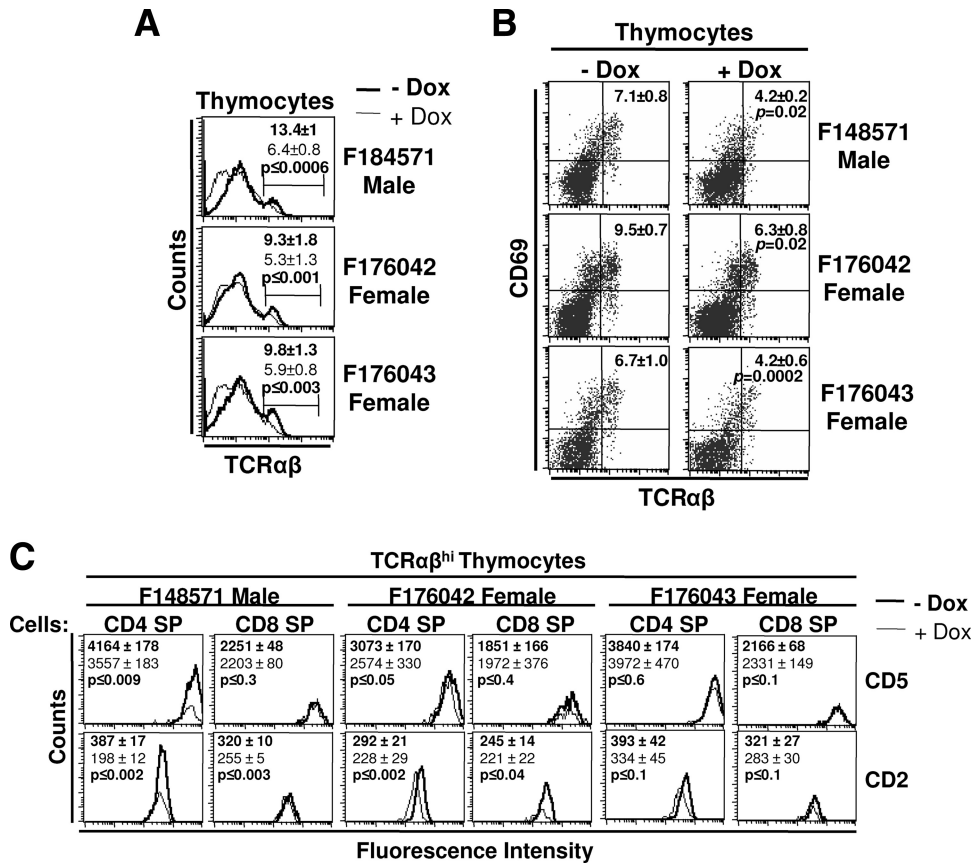 A
Thymocytes
- Dox
+ Dox
13.4±1
6.4±0.8
p≤0.0006
F184571
Male
9.3±1.8
5.3±1.3
p≤0.001
F176042
Female
9.8±1.3
5.9±0.8
p≤0.003
F176043
Female
Counts
TCRαβ
B
Thymocytes
- Dox
+ Dox
7.1±0.8
4.2±0.2
p=0.02
F148571
Male
9.5±0.7
6.3±0.8
p=0.02
F176042
Female
6.7±1.0
4.2±0.6
p=0.0002
F176043
Female
CD69
TCRαβ
C
TCRαβhi Thymocytes
F148571 Male
F176042 Female
F176043 Female
- Dox
+ Dox
Cells:
CD4 SP
CD8 SP
CD4 SP
CD8 SP
CD4 SP
CD8 SP
4164 ± 178
3557 ± 183
p≤0.009
2251 ± 48
2203 ± 80
p≤0.3
3073 ± 170
2574 ± 330
p≤0.05
1851 ± 166
1972 ± 376
p≤0.4
3840 ± 174
3972 ± 470
p≤0.6
2166 ± 68
2331 ± 149
p≤0.1
CD5
387 ± 17
198 ± 12
p≤0.002
320 ± 10
255 ± 5
p≤0.003
292 ± 21
228 ± 29
p≤0.002
245 ± 14
221 ± 22
p≤0.04
393 ± 42
334 ± 45
p≤0.1
321 ± 27
283 ± 30
p≤0.1
CD2
Counts
Fluorescence Intensity